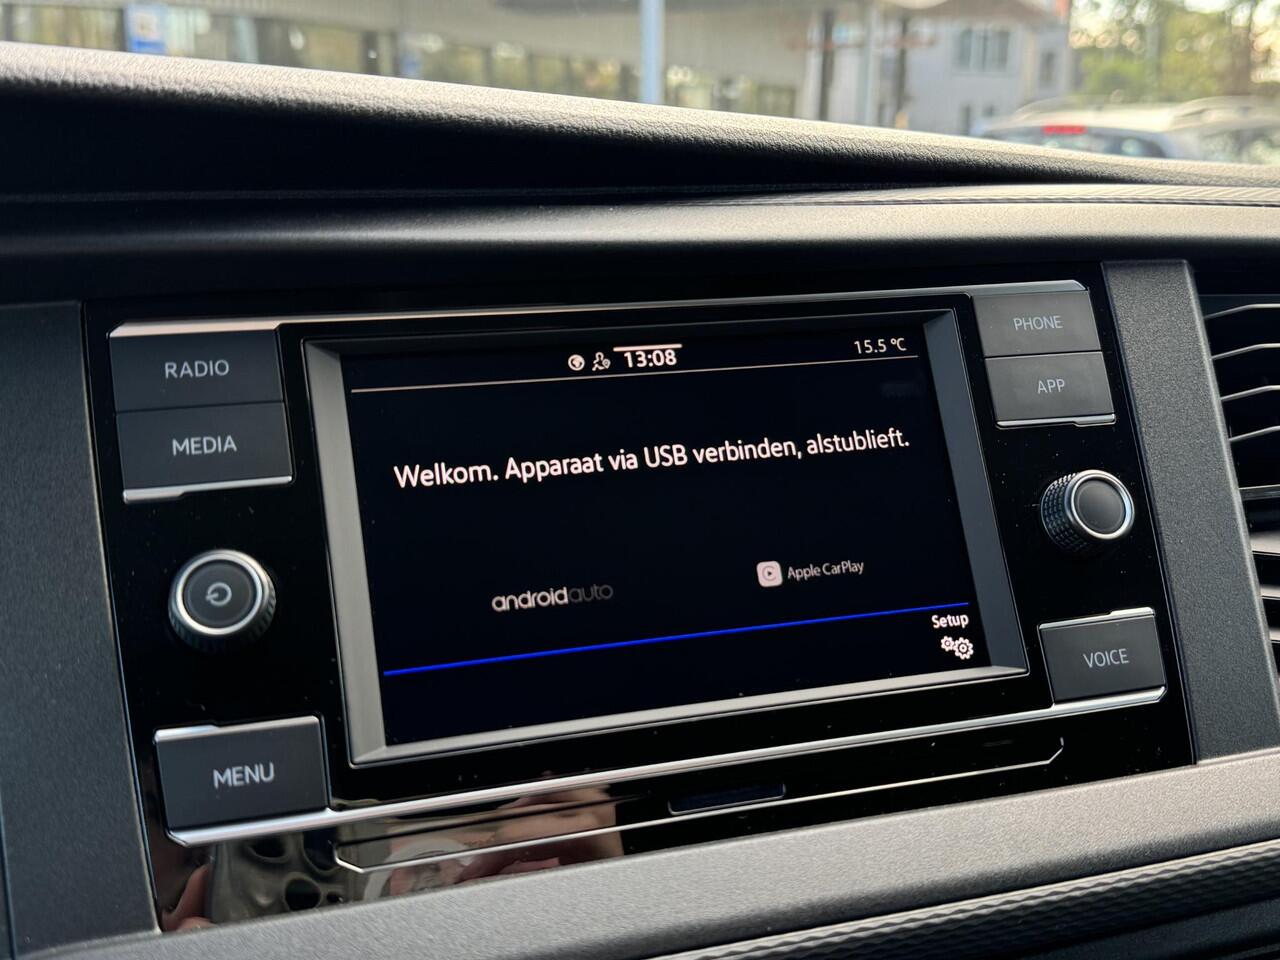 RADIO
MEDIA
MENU
13:08
15.5 °C
Welkom. Apparaat via USB verbinden, alstublieft.
androidauto
Apple CarPlay
Setup
PHONE
APP
VOICE